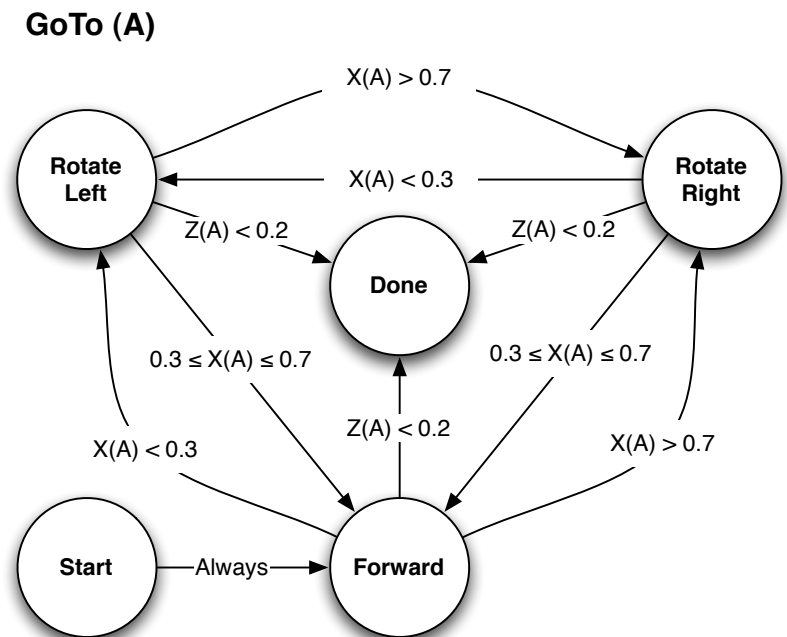 GoTo (A)
X(A) > 0.7
Rotate
Left
Rotate
Right
X(A) < 0.3
Z(A) < 0.2
Z(A) < 0.2
Done
0.3 ≤ X(A) ≤ 0.7
0.3 ≤ X(A) ≤ 0.7
Z(A) < 0.2
X(A) < 0.3
X(A) > 0.7
Start
Always
Forward